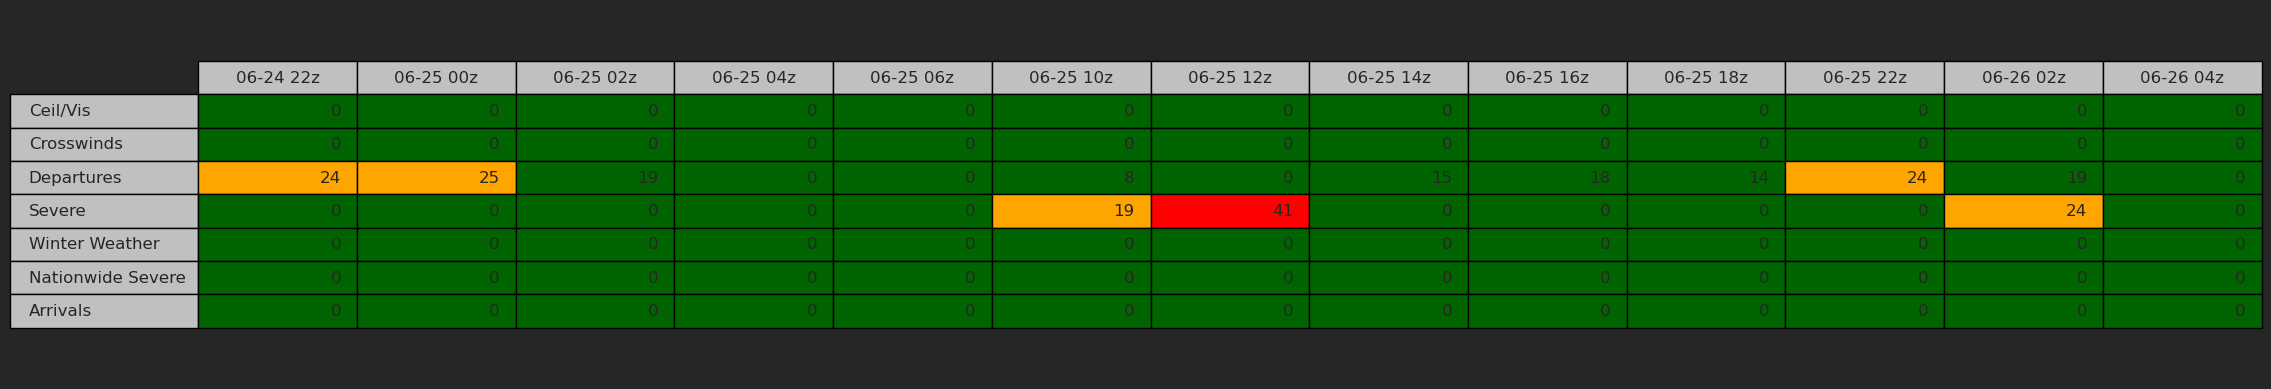 06-24 22z 06-25 00z 06-25 02z 06-25 04z 06-25 06z 06-25 10z 06-25 12z 06-25 14z 06-25 16z 06-25 18z 06-25 22z 06-26 02z 06-26 04z
Ceil/Vis 0 0 0 0 0 0 0 0 0 0 0 0 0
Crosswinds 0 0 0 0 0 0 0 0 0 0 0 0 0
Departures 24 25 19 0 0 8 0 15 18 14 24 19 0
Severe 0 0 0 0 0 19 41 0 0 0 0 24 0
Winter Weather 0 0 0 0 0 0 0 0 0 0 0 0 0
Nationwide Severe 0 0 0 0 0 0 0 0 0 0 0 0 0
Arrivals 0 0 0 0 0 0 0 0 0 0 0 0 0